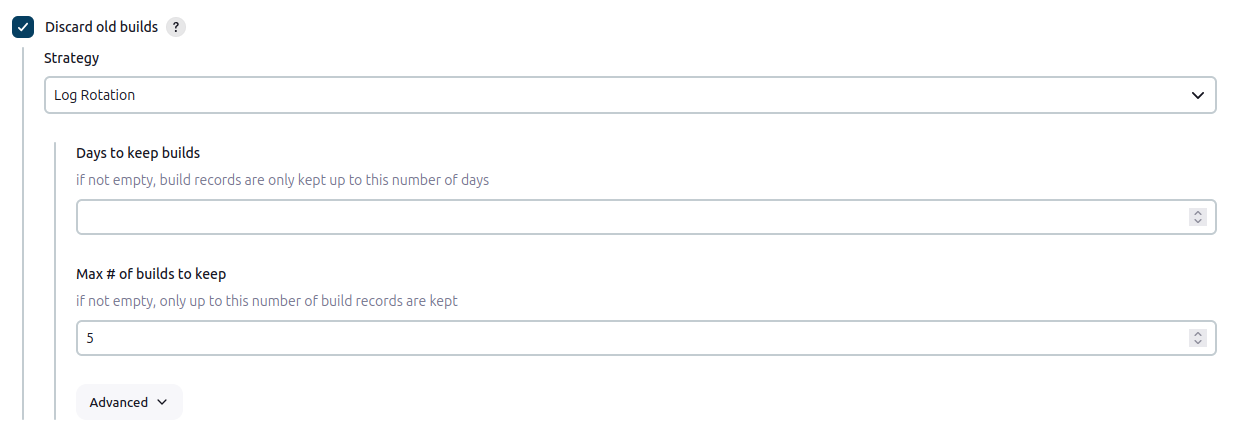 Discard old builds ?
Strategy
Log Rotation
Days to keep builds
if not empty, build records are only kept up to this number of days
Max # of builds to keep
if not empty, only up to this number of build records are kept
5
Advanced